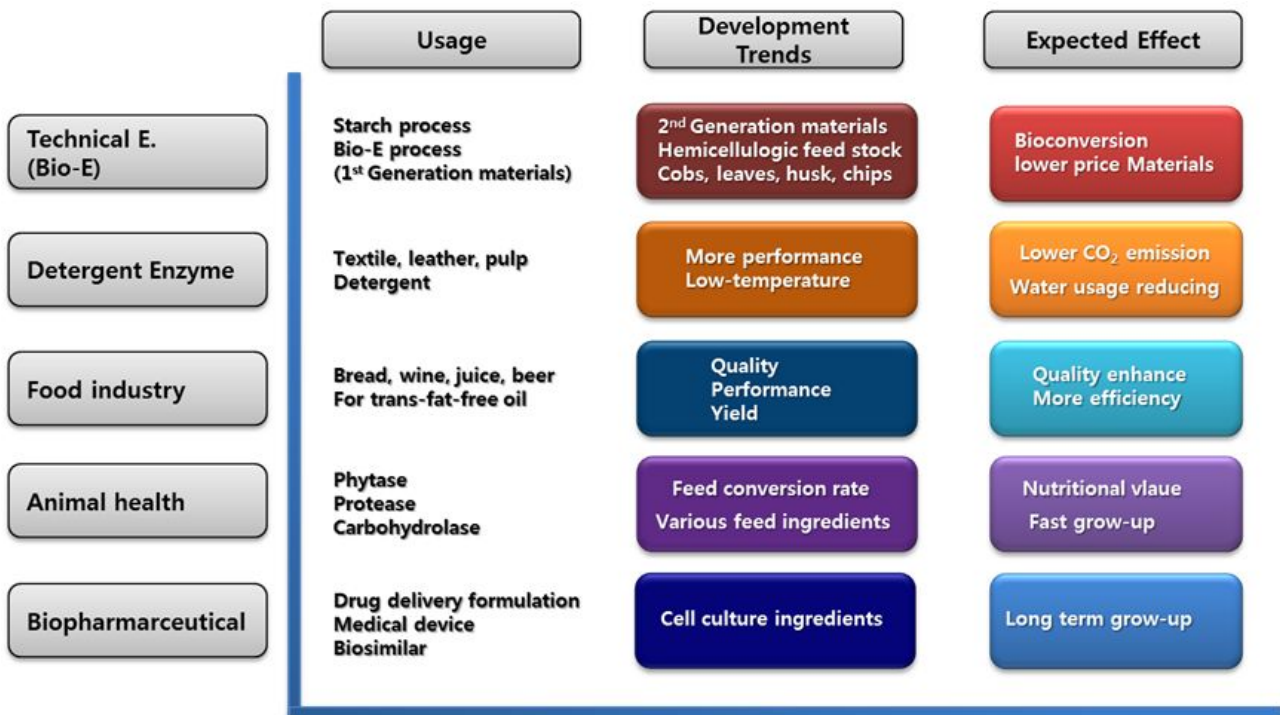 Usage
Development
Trends
Expected Effect
Technical E.
(Bio-E)
Starch process
Bio-E process
(1st Generation materials)
2nd Generation materials
Hemicellulogic feed stock
Cobs, leaves, husk, chips
Bioconversion
lower price Materials
Detergent Enzyme
Textile, leather, pulp
Detergent
More performance
Low-temperature
Lower CO2 emission
Water usage reducing
Food industry
Bread, wine, juice, beer
For trans-fat-free oil
Quality
Performance
Yield
Quality enhance
More efficiency
Animal health
Phytase
Protease
Carbohydrolase
Feed conversion rate
Various feed ingredients
Nutritional vlaue
Fast grow-up
Biopharmarceutical
Drug delivery formulation
Medical device
Biosimilar
Cell culture ingredients
Long term grow-up